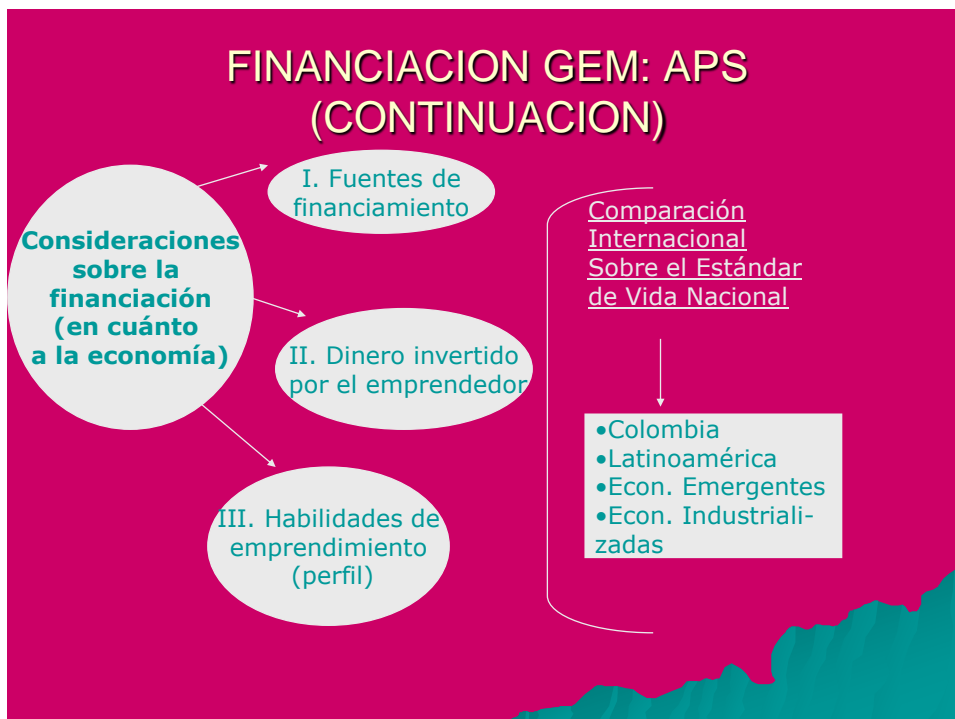 FINANCIACION GEM: APS
(CONTINUACION)
Consideraciones
sobre la
financiación
(en cuánto
a la economía)
I. Fuentes de
financiamiento
II. Dinero invertido
por el emprendedor
III. Habilidades de
emprendimiento
(perfil)
Comparación
Internacional
Sobre el Estándar
de Vida Nacional
•Colombia
•Latinoamérica
•Econ. Emergentes
•Econ. Industriali-
zadas